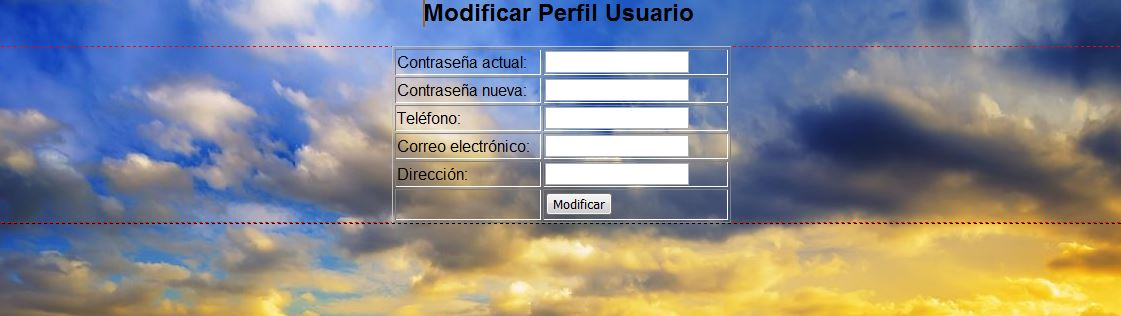 Modificar Perfil Usuario
Contraseña actual:
Contraseña nueva:
Teléfono:
Correo electrónico:
Dirección:
Modificar